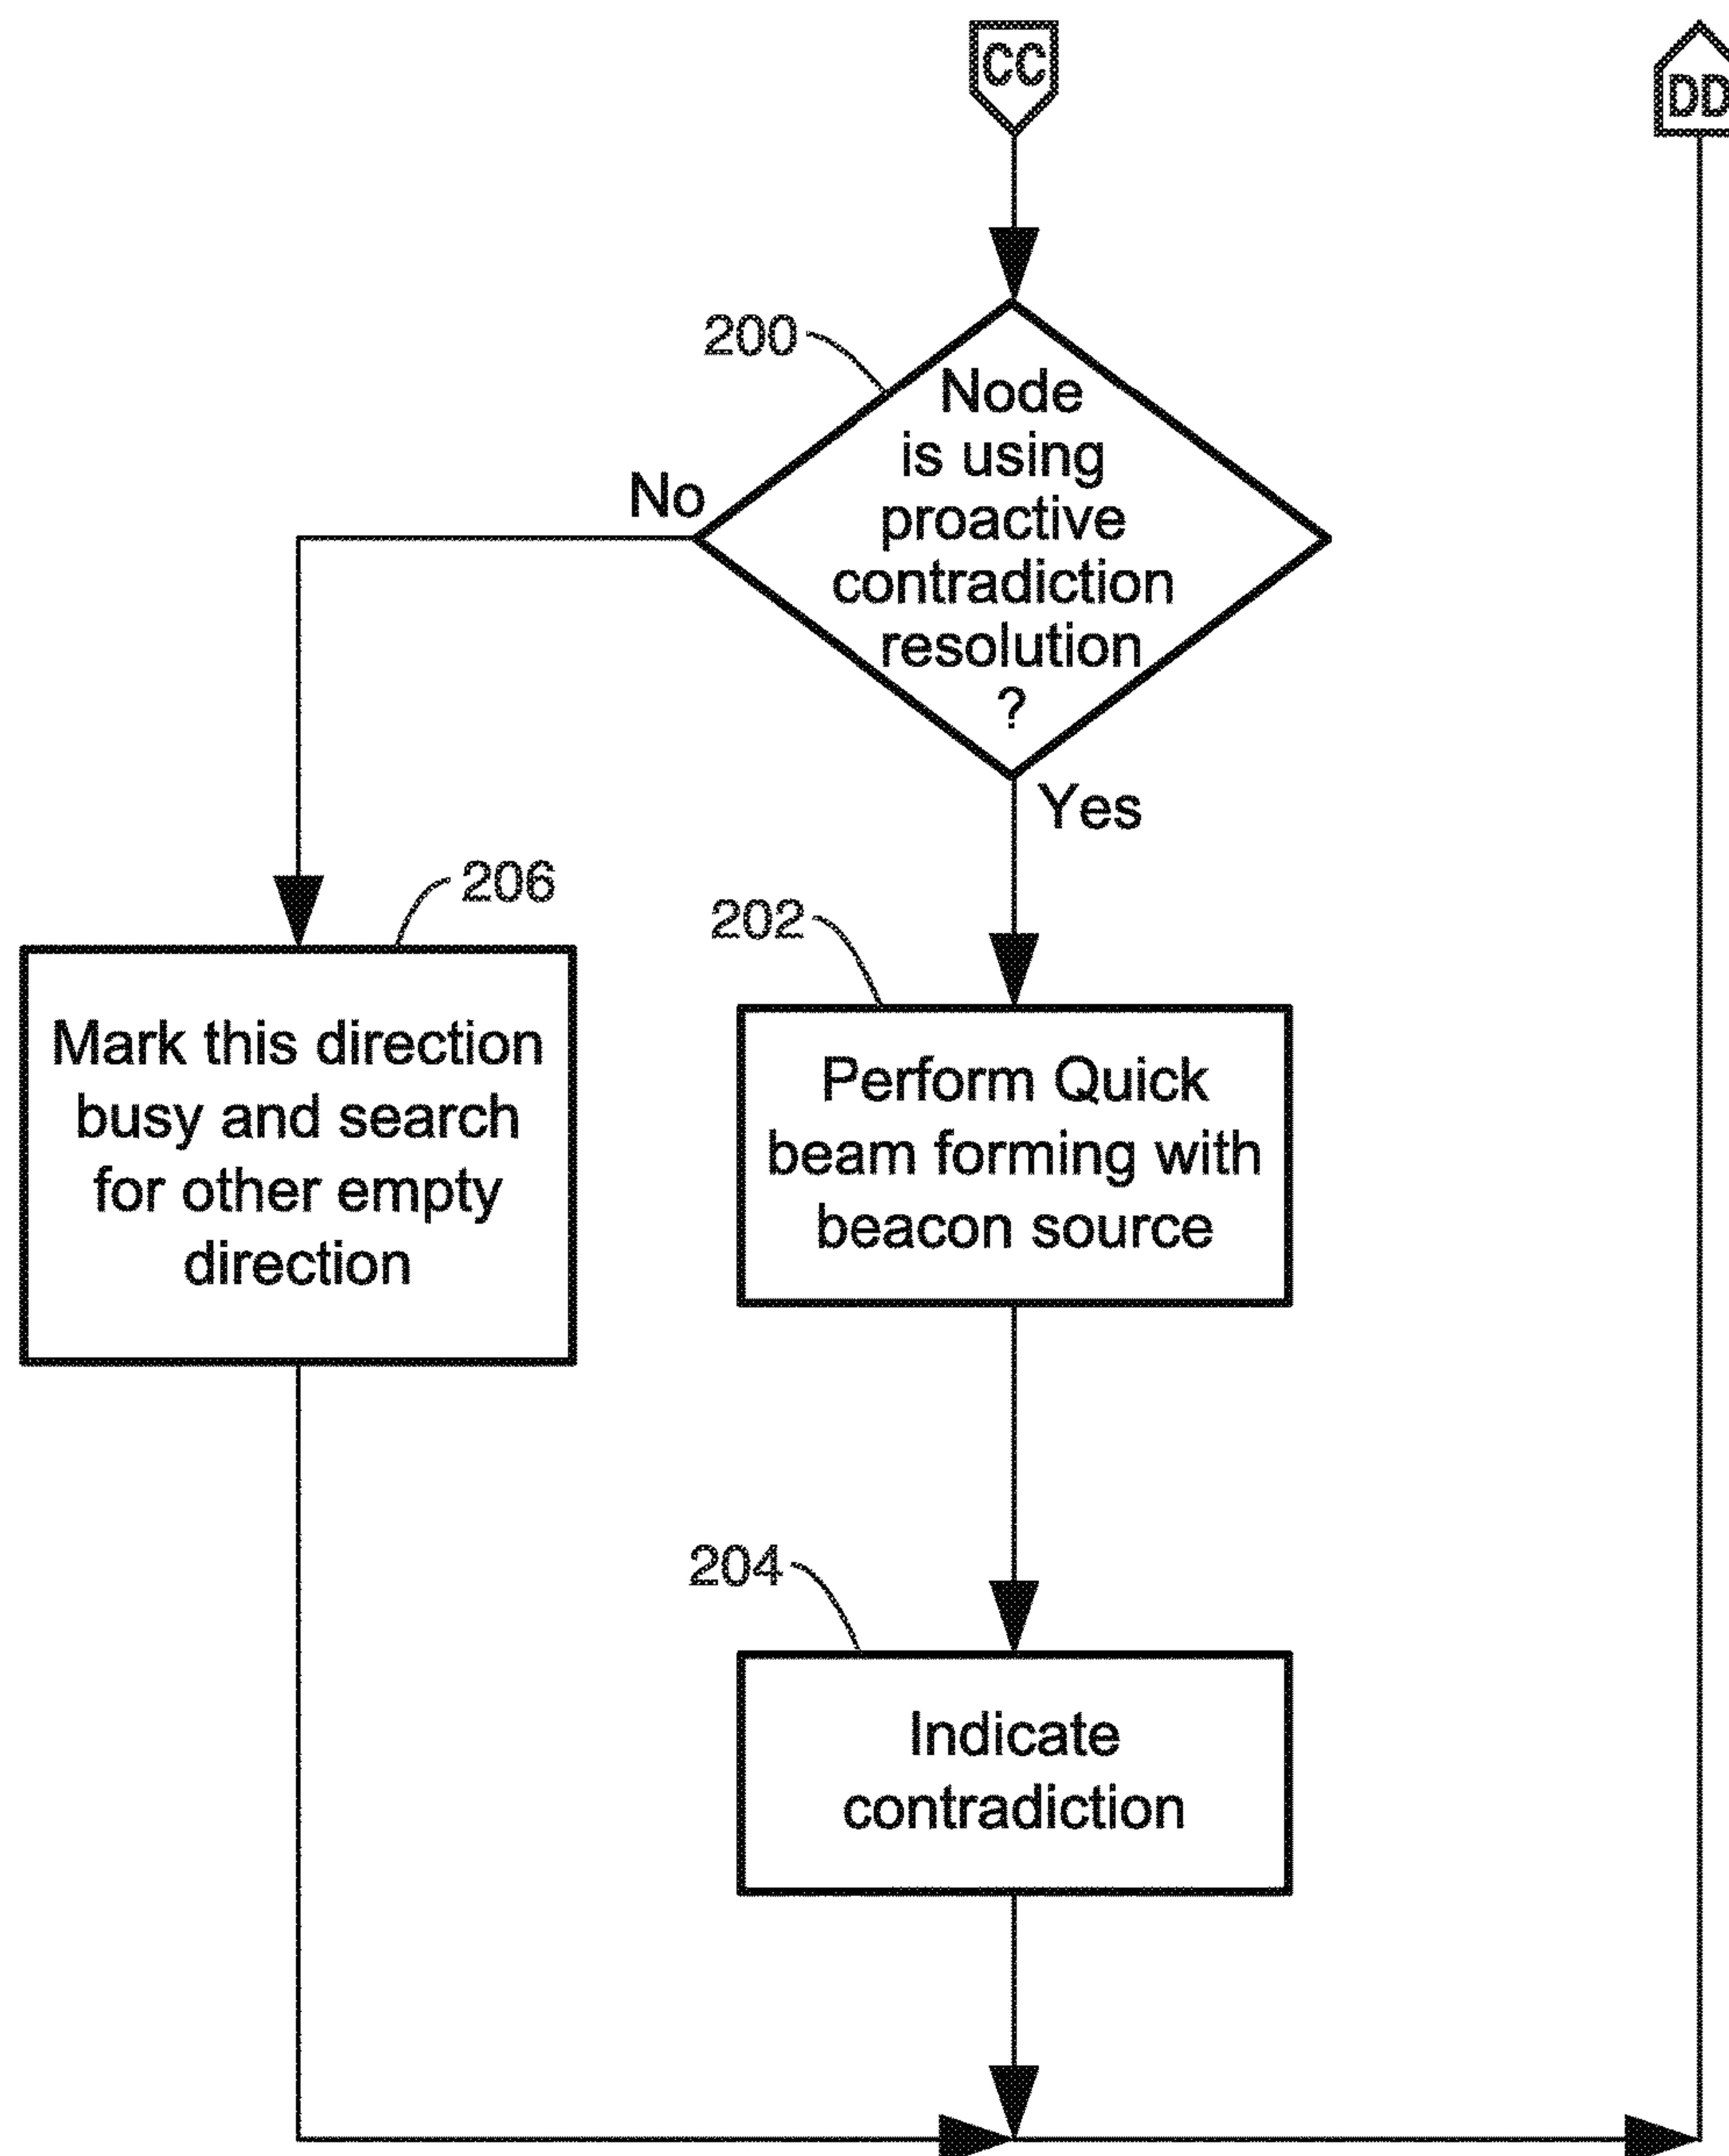 CC
DD
200
Node
is using
proactive
contradiction
resolution
?
No
Yes
206
202
Mark this direction
busy and search
for other empty
direction
Perform Quick
beam forming with
beacon source
204
Indicate
contradiction